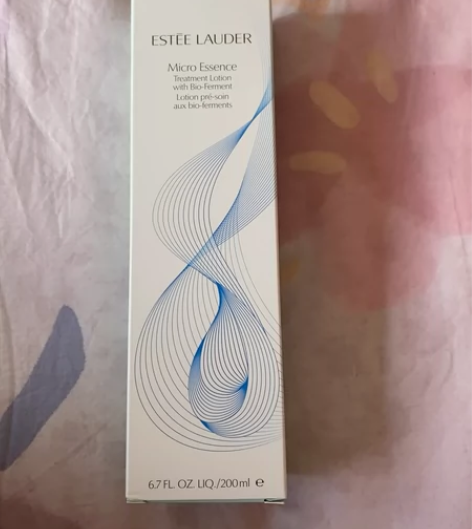 ESTĒE LAUDER
Micro Essence
Treatment Lotion
with Bio-Ferment
Lotion pré-soin
aux bio-ferments
6.7 FL. OZ. LIQ./200ml ℮